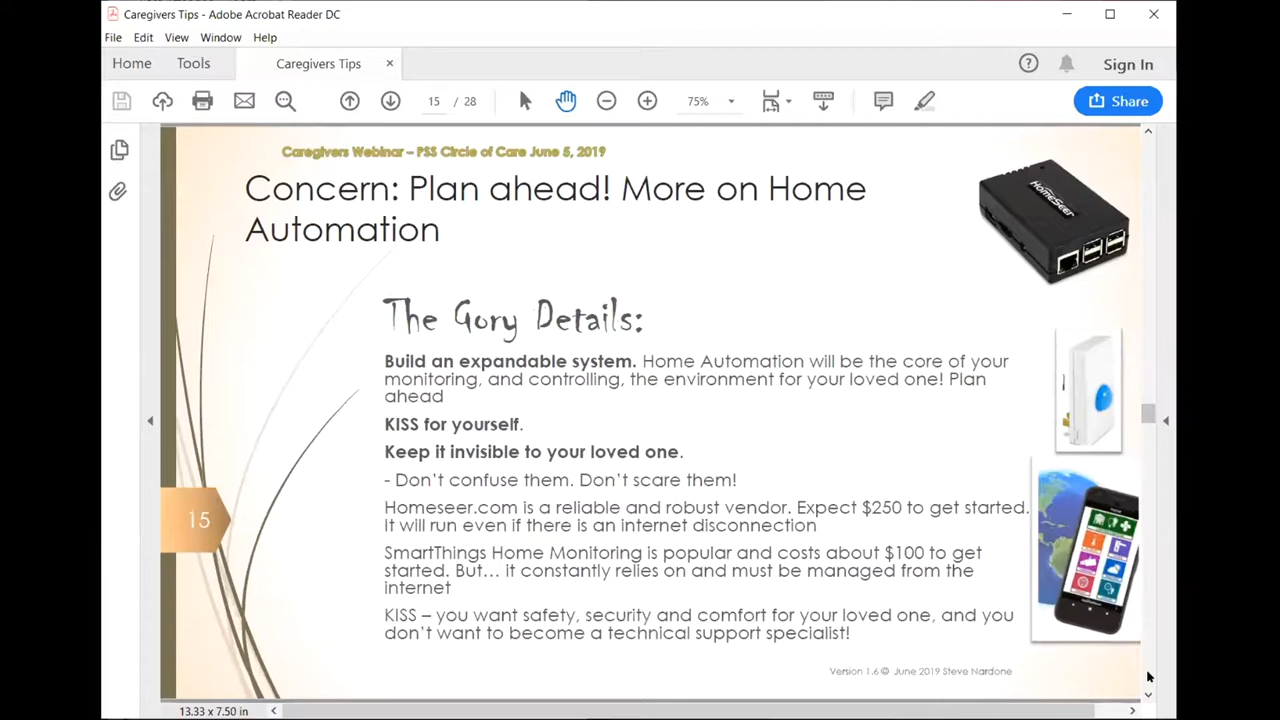 Caregivers Tips - Adobe Acrobat Reader DC
File Edit View Window Help
Home Tools Caregivers Tips Sign In
15 / 28 75% Share
Caregivers Webinar – PSS Circle of Care June 5, 2019
Concern: Plan ahead! More on Home
Automation
HomeSeer
The Gory Details:
Build an expandable system. Home Automation will be the core of your
monitoring, and controlling, the environment for your loved one! Plan
ahead
KISS for yourself.
Keep it invisible to your loved one.
- Don't confuse them. Don't scare them!
Homeseer.com is a reliable and robust vendor. Expect $250 to get started.
It will run even if there is an internet disconnection
15
SmartThings Home Monitoring is popular and costs about $100 to get
started. But... it constantly relies on and must be managed from the
internet
KISS – you want safety, security and comfort for your loved one, and you
don't want to become a technical support specialist!
Version 1.6 © June 2019 Steve Nardone
13.33 x 7.50 in